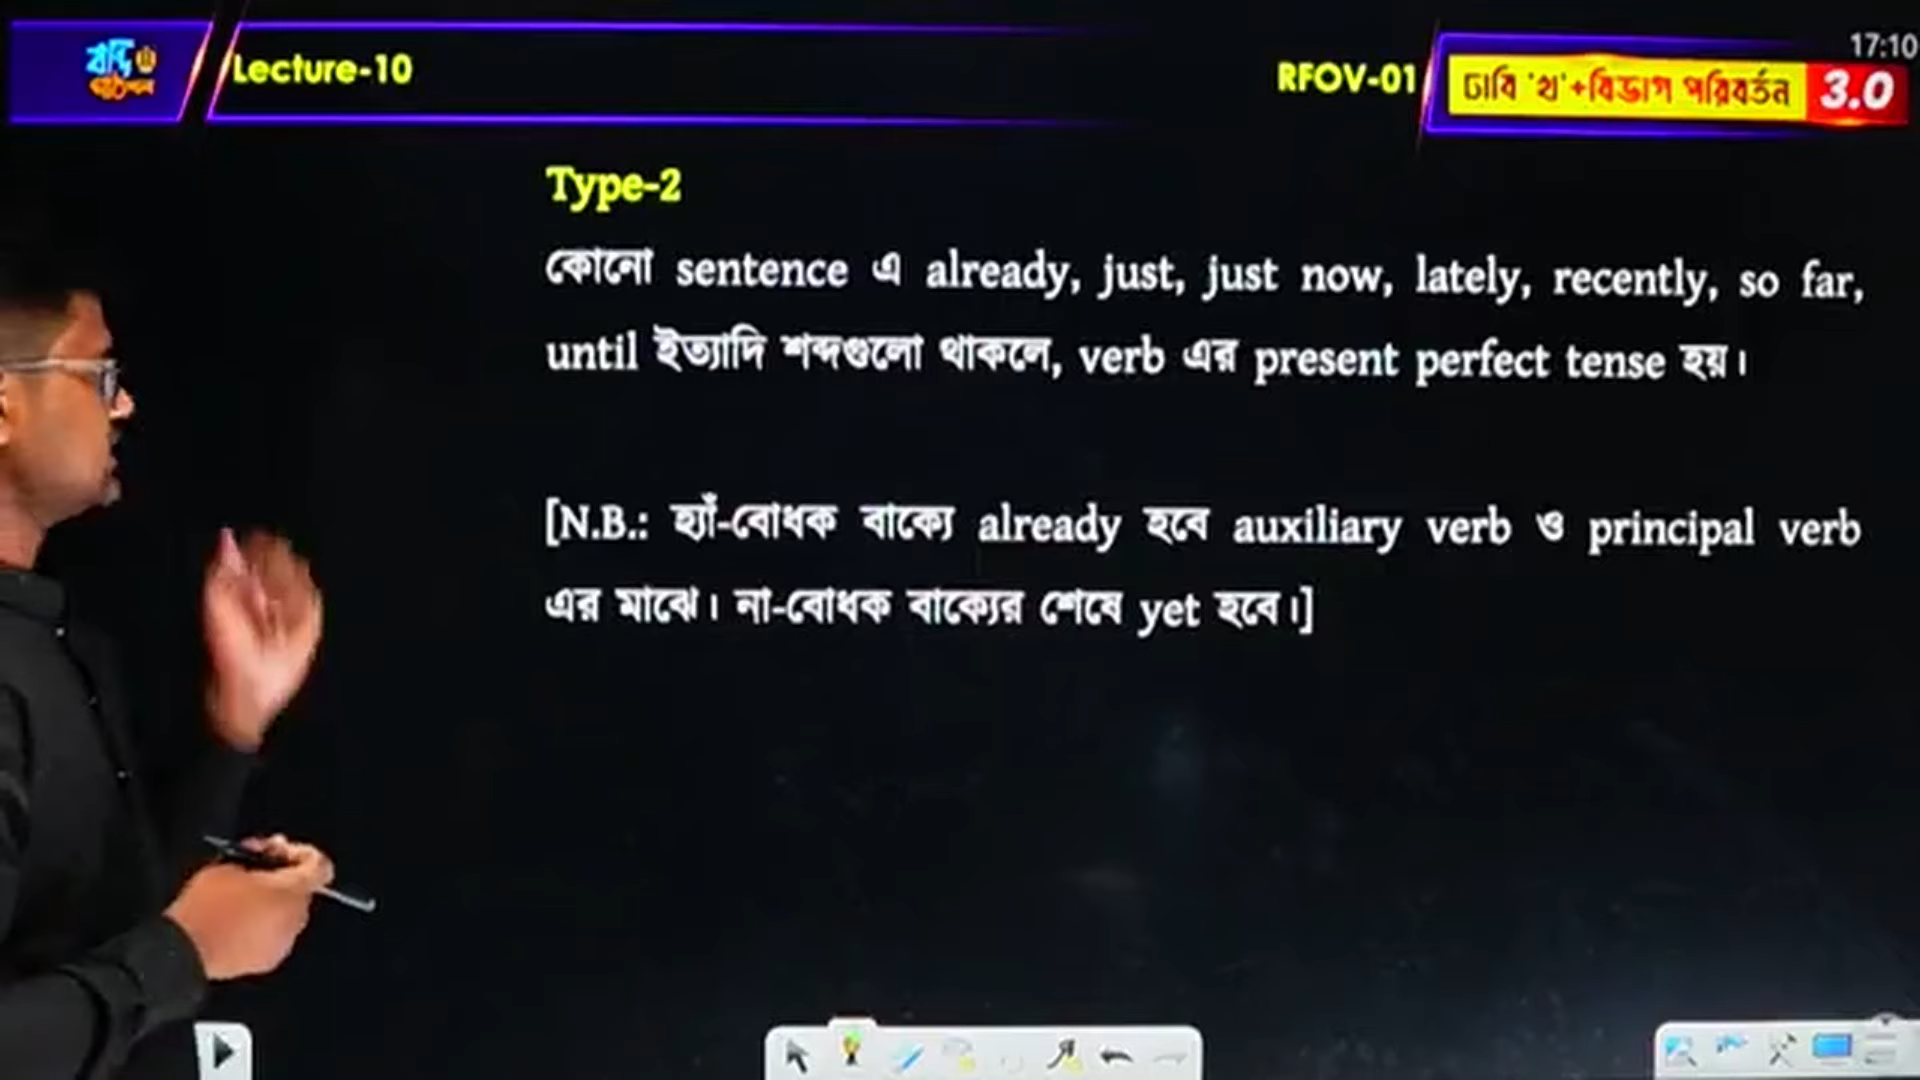 Lecture-10
RFOV-01
17:10
ঢাবি 'খ'+বিভাগ পরিবর্তন 3.0
Type-2
কোনো sentence এ already, just, just now, lately, recently, so far,
until ইত্যাদি শব্দগুলো থাকলে, verb এর present perfect tense হয়।
[N.B.: হ্যাঁ-বোধক বাক্যে already হবে auxiliary verb ও principal verb
এর মাঝে। না-বোধক বাক্যের শেষে yet হবে।]